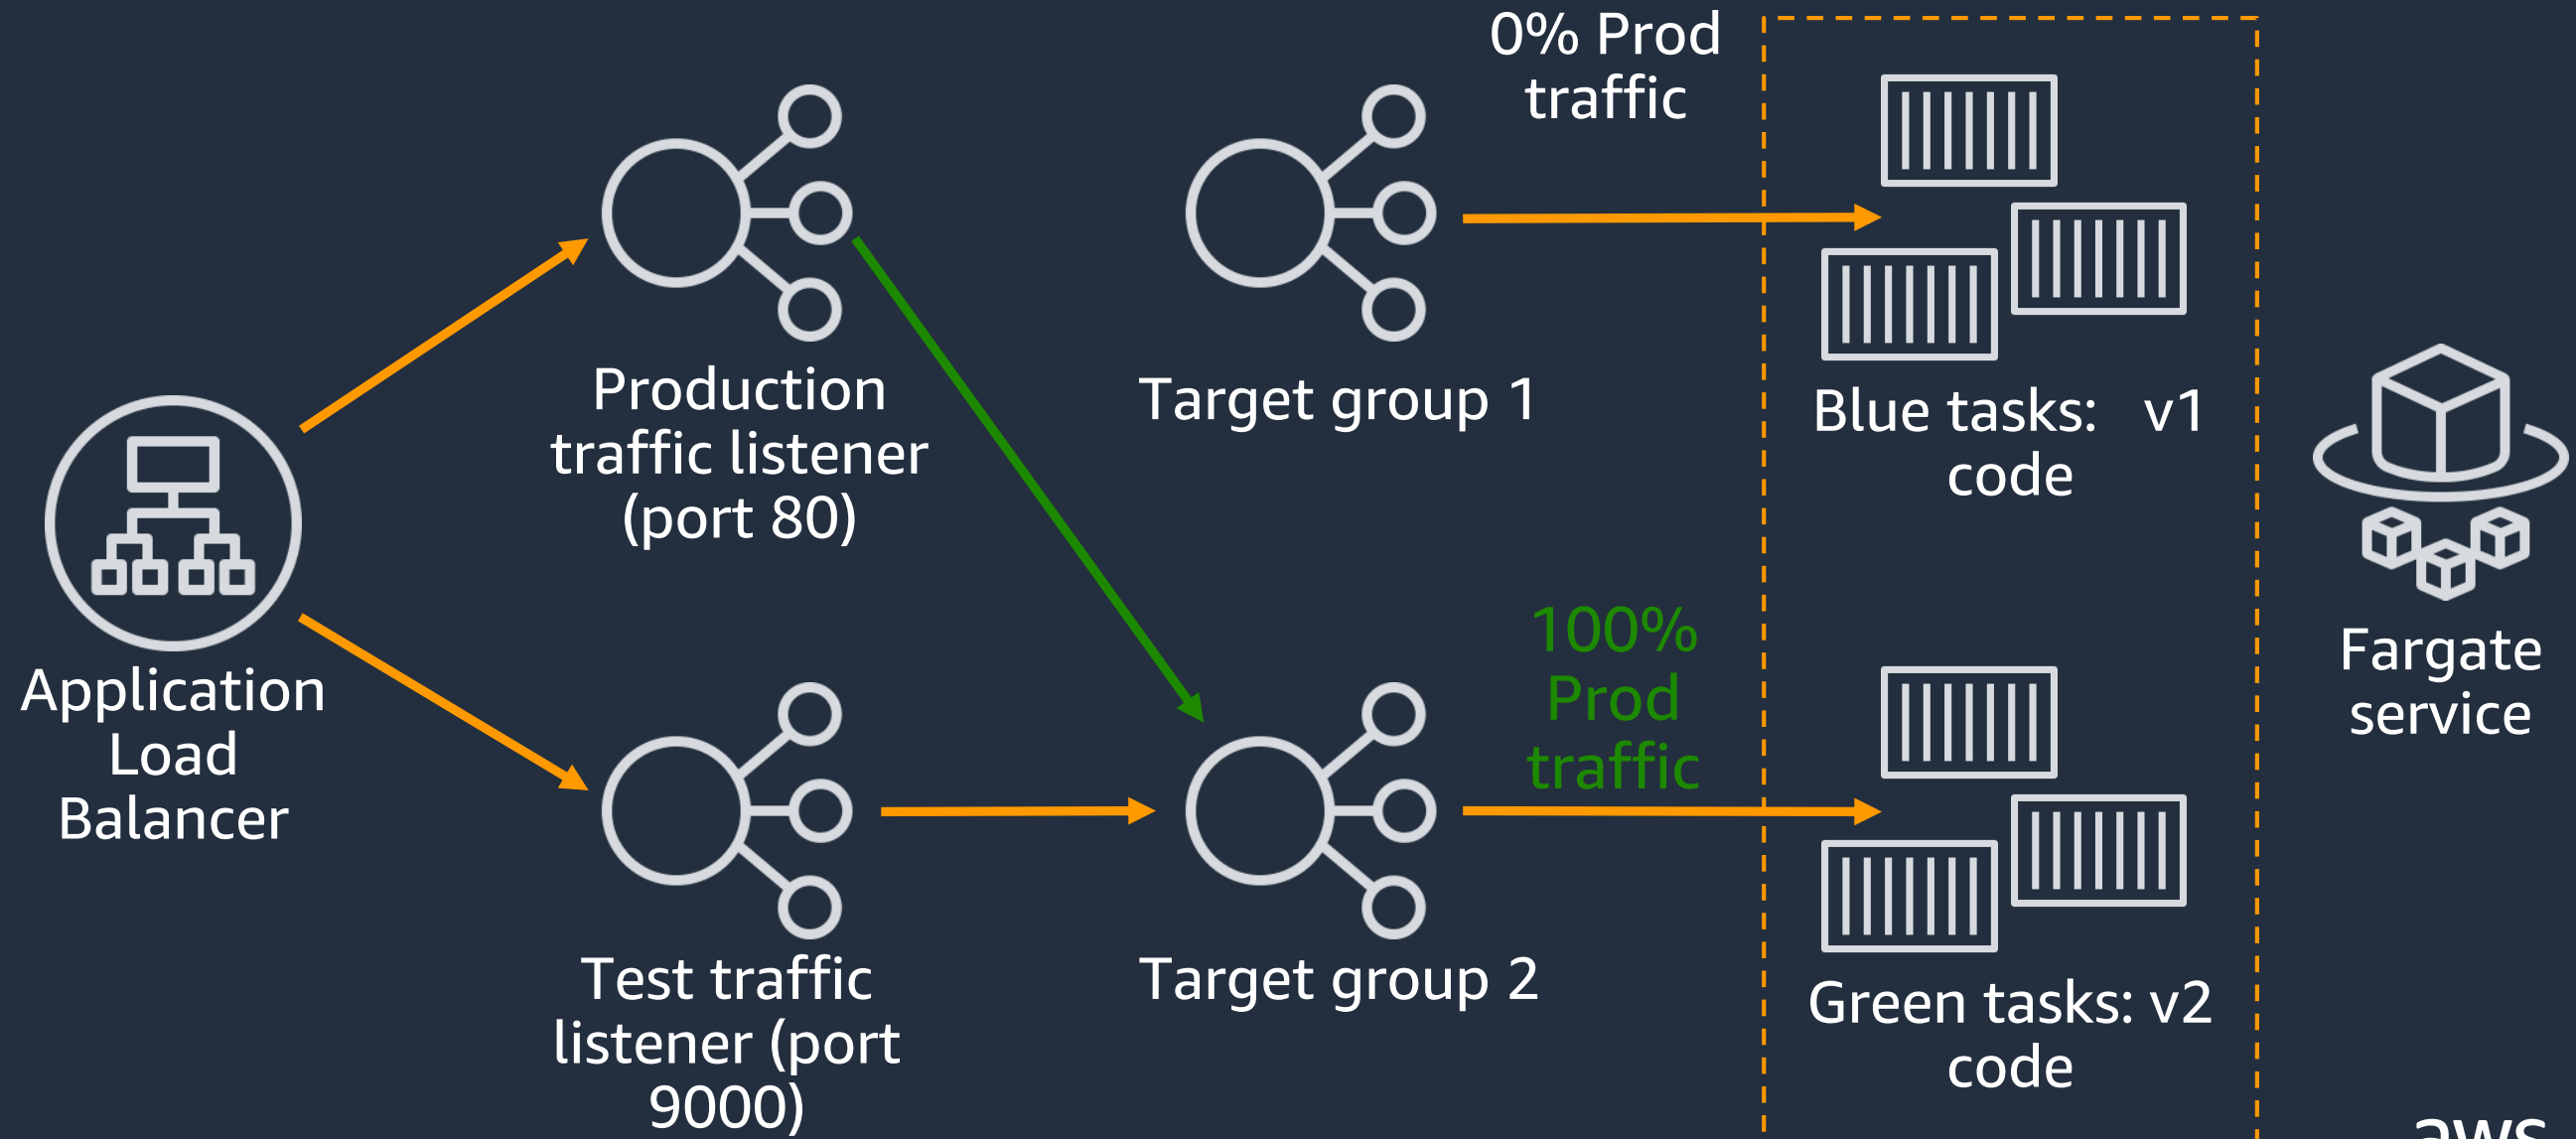 0% Prod
traffic
Production
traffic listener
(port 80)
Target group 1
Blue tasks: v1
code
Application
Load
Balancer
100%
Prod
traffic
Fargate
service
Test traffic
listener (port
9000)
Target group 2
Green tasks: v2
code
aws